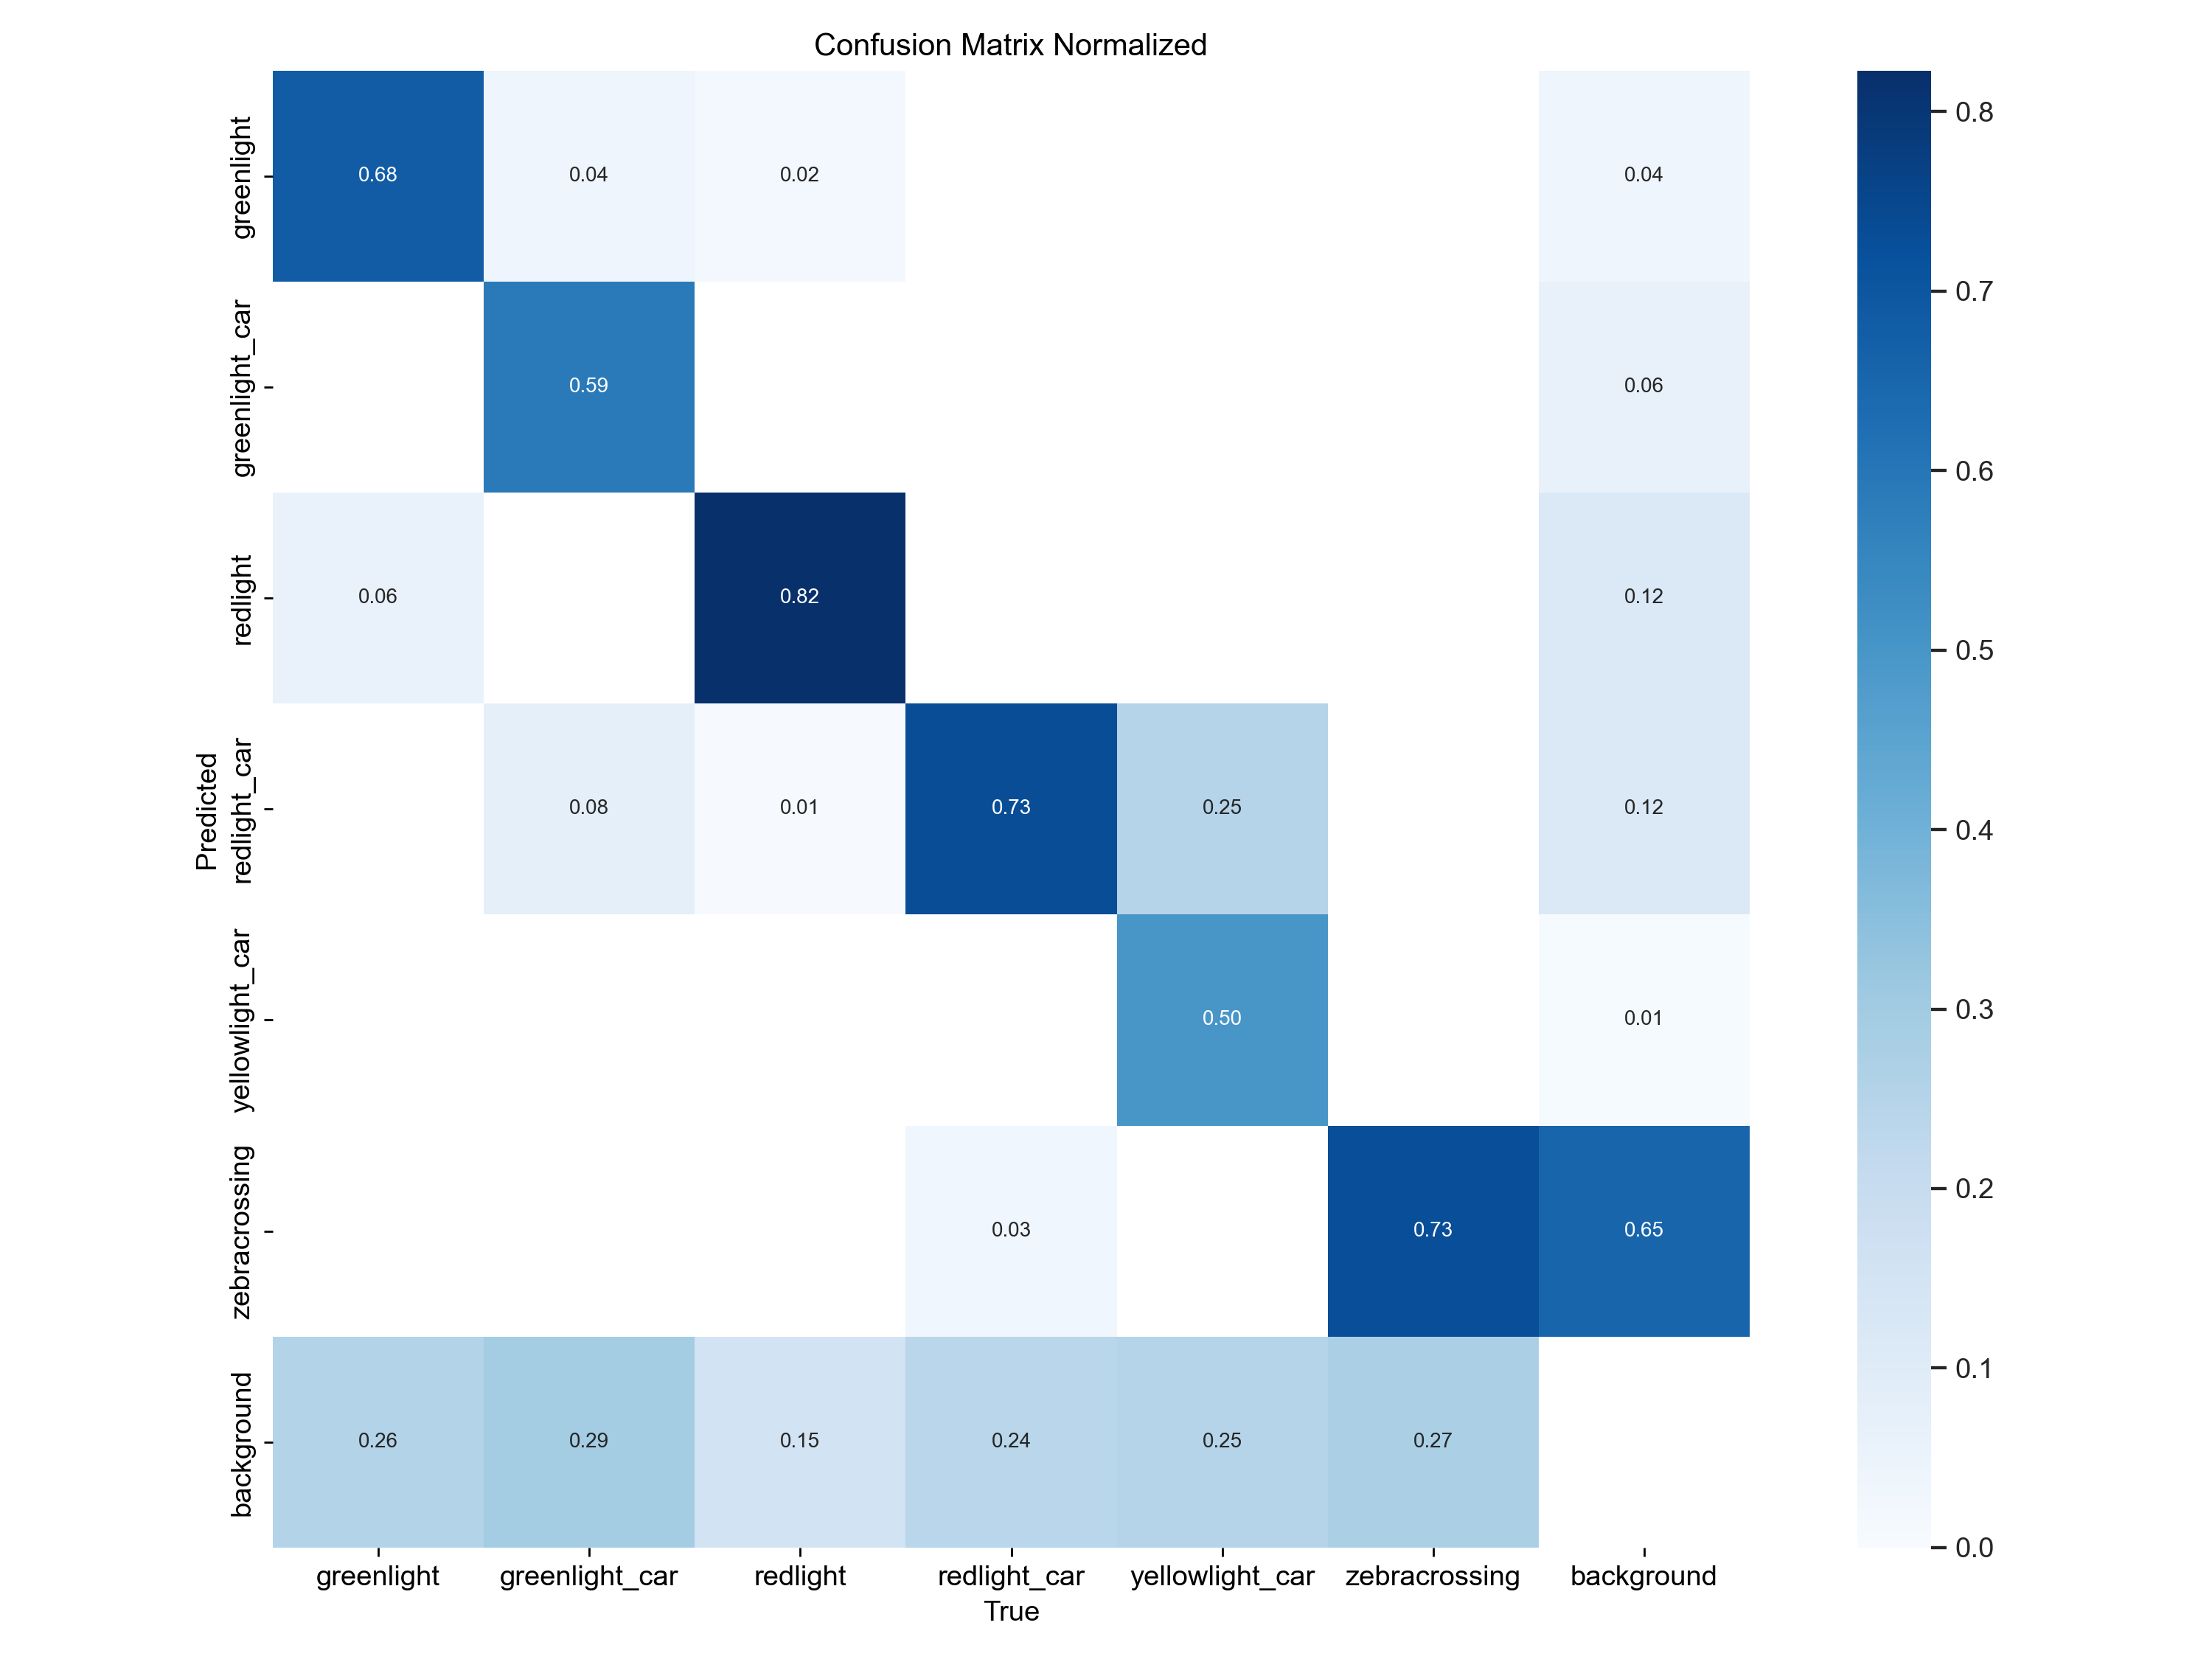 Confusion Matrix Normalized
greenlight
0.68
0.04
0.02
0.04
greenlight_car
0.59
0.06
redlight
0.06
0.82
0.12
Predicted
redlight_car
0.08
0.01
0.73
0.25
0.12
yellowlight_car
0.50
0.01
zebracrossing
0.03
0.73
0.65
background
0.26
0.29
0.15
0.24
0.25
0.27
greenlight
greenlight_car
redlight
redlight_car
yellowlight_car
zebracrossing
background
True
0.8
0.7
0.6
0.5
0.4
0.3
0.2
0.1
0.0